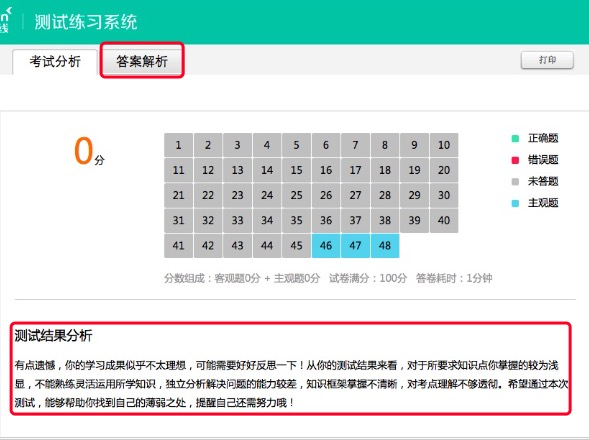 n
线
测试练习系统
考试分析
答案解析
打印
0分
1 2 3 4 5 6 7 8 9 10
11 12 13 14 15 16 17 18 19 20
21 22 23 24 25 26 27 28 29 30
31 32 33 34 35 36 37 38 39 40
41 42 43 44 45 46 47 48
正确题
错误题
未答题
主观题
分数组成：客观题0分 + 主观题0分 试卷满分：100分 答卷耗时：1分钟
测试结果分析
有点遗憾，你的学习成果似乎不太理想，可能需要好好反思一下！从你的测试结果来看，对于所要求知识点你掌握的较为浅
显，不能熟练灵活运用所学知识，独立分析解决问题的能力较差，知识框架掌握不清晰，对考点理解不够透彻。希望通过本次
测试，能够帮助你找到自己的薄弱之处，提醒自己还需努力哦！